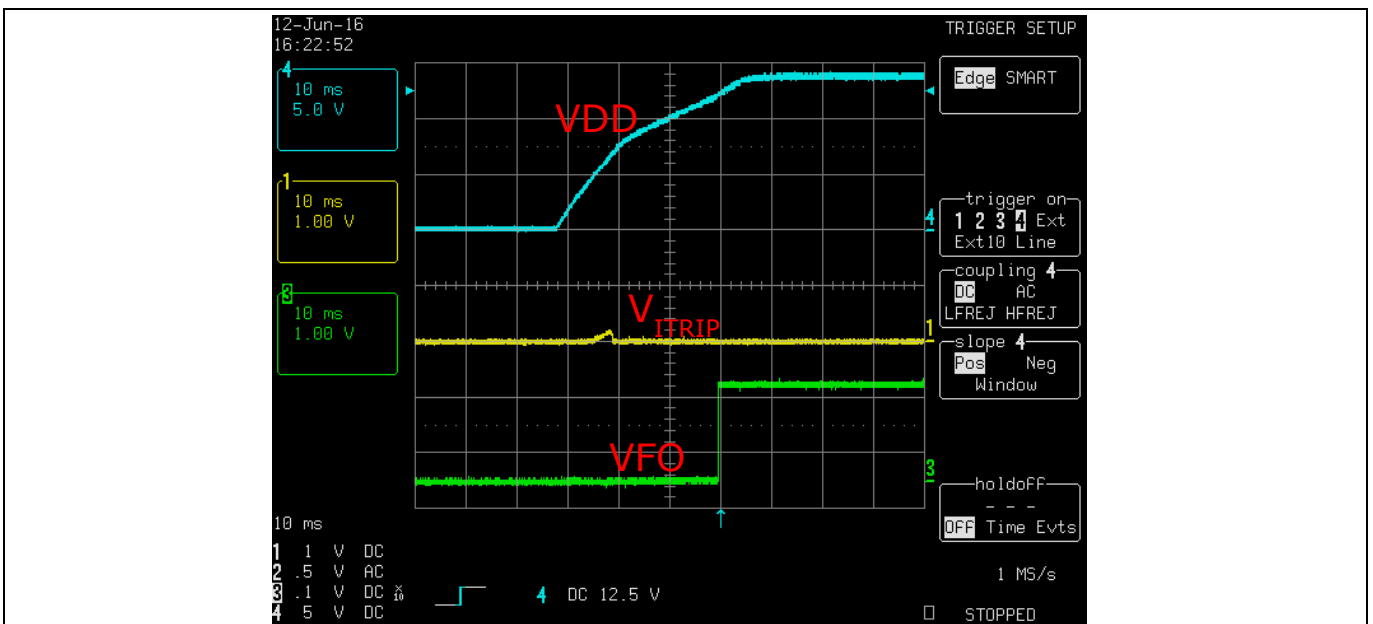 12-Jun-16
16:22:52
TRIGGER SETUP
4
10 ms
5.0 V
Edge SMART
VDD
1
10 ms
1.00 V
trigger on
1 2 3 4 Ext
Ext10 Line
4
coupling 4
DC AC
LFREJ HFREJ
3
10 ms
1.00 V
VITRIP
1
slope 4
Pos Neg
Window
VFO
3
holdoff
- - -
OFF Time Evts
10 ms
1 1 V DC
2 .5 V AC
3 .1 V DC X10
4 5 V DC
4 DC 12.5 V
1 MS/s
STOPPED